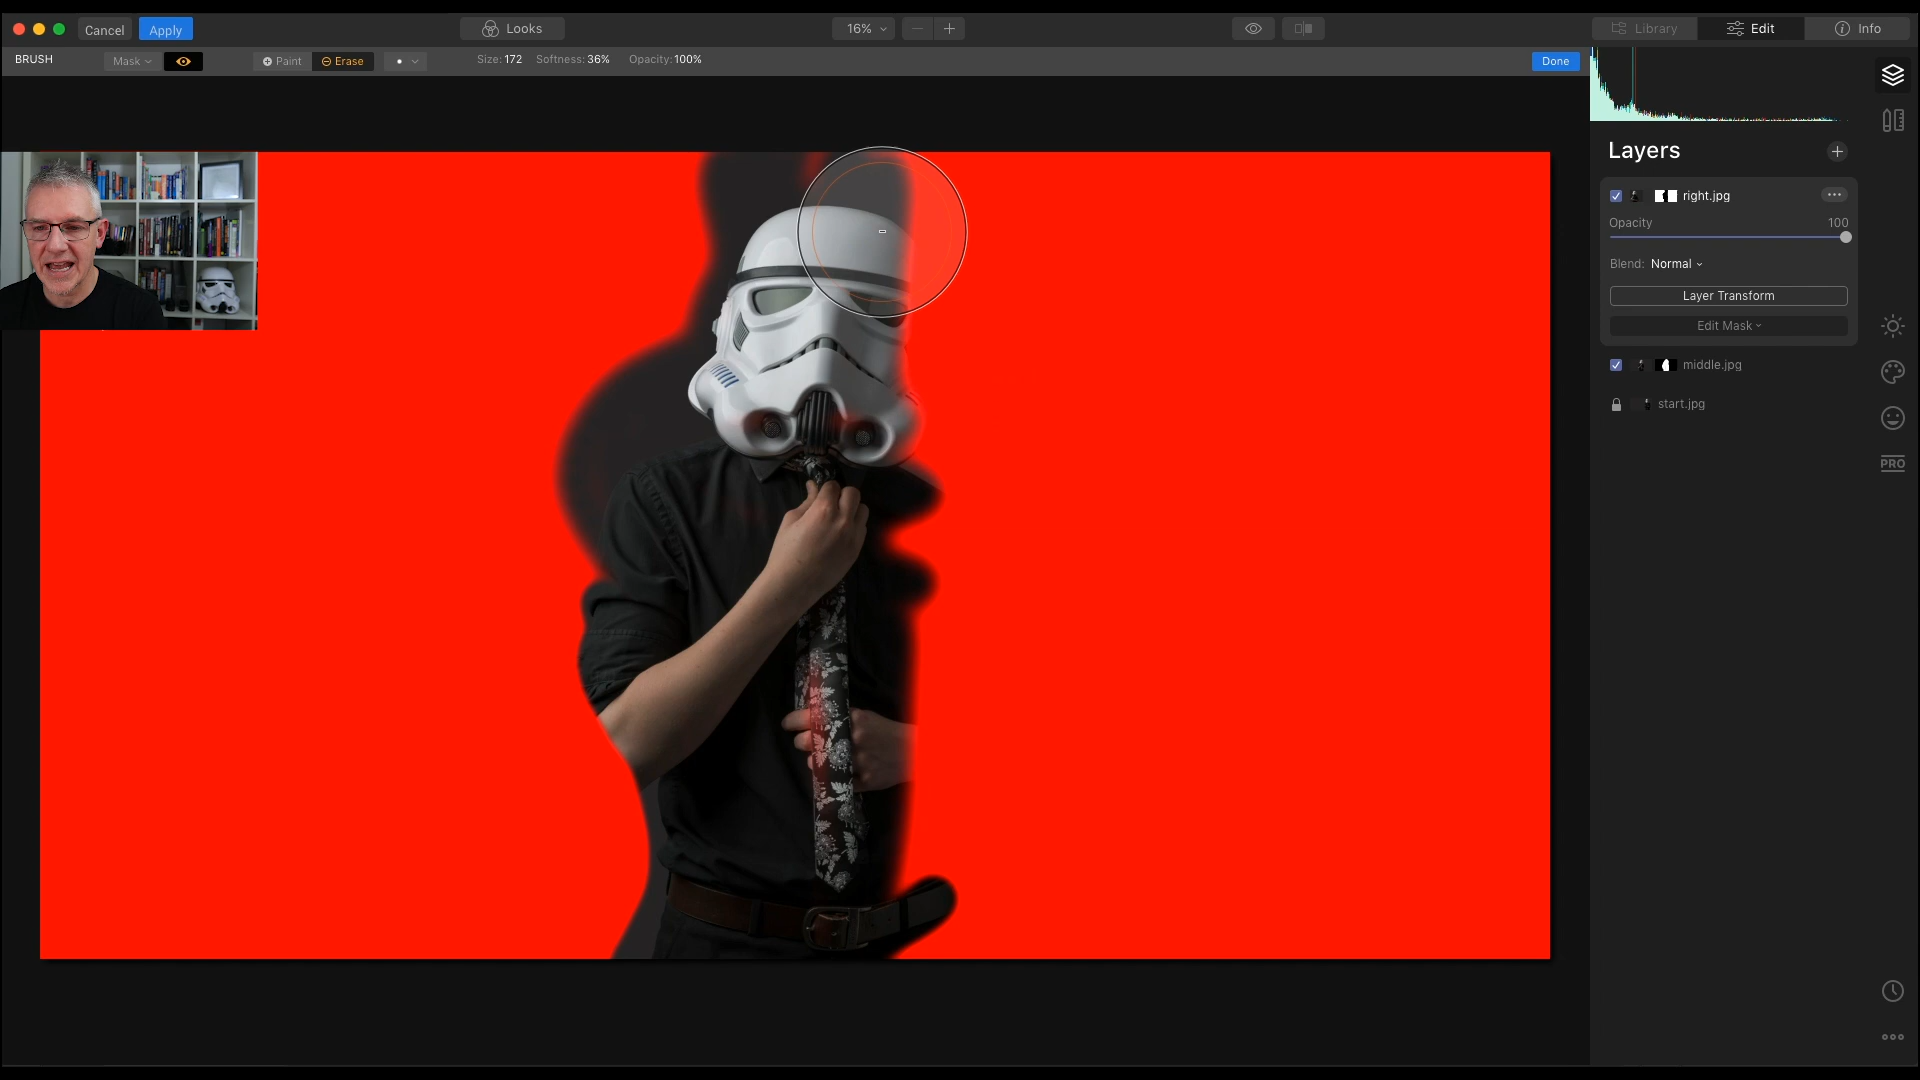 Cancel
Apply
Looks
16%
Library
Edit
Info
BRUSH
Mask
Paint
Erase
Size: 172
Softness: 36%
Opacity: 100%
Done
Layers
right.jpg
Opacity
100
Blend: Normal
Layer Transform
Edit Mask
middle.jpg
start.jpg
PRO